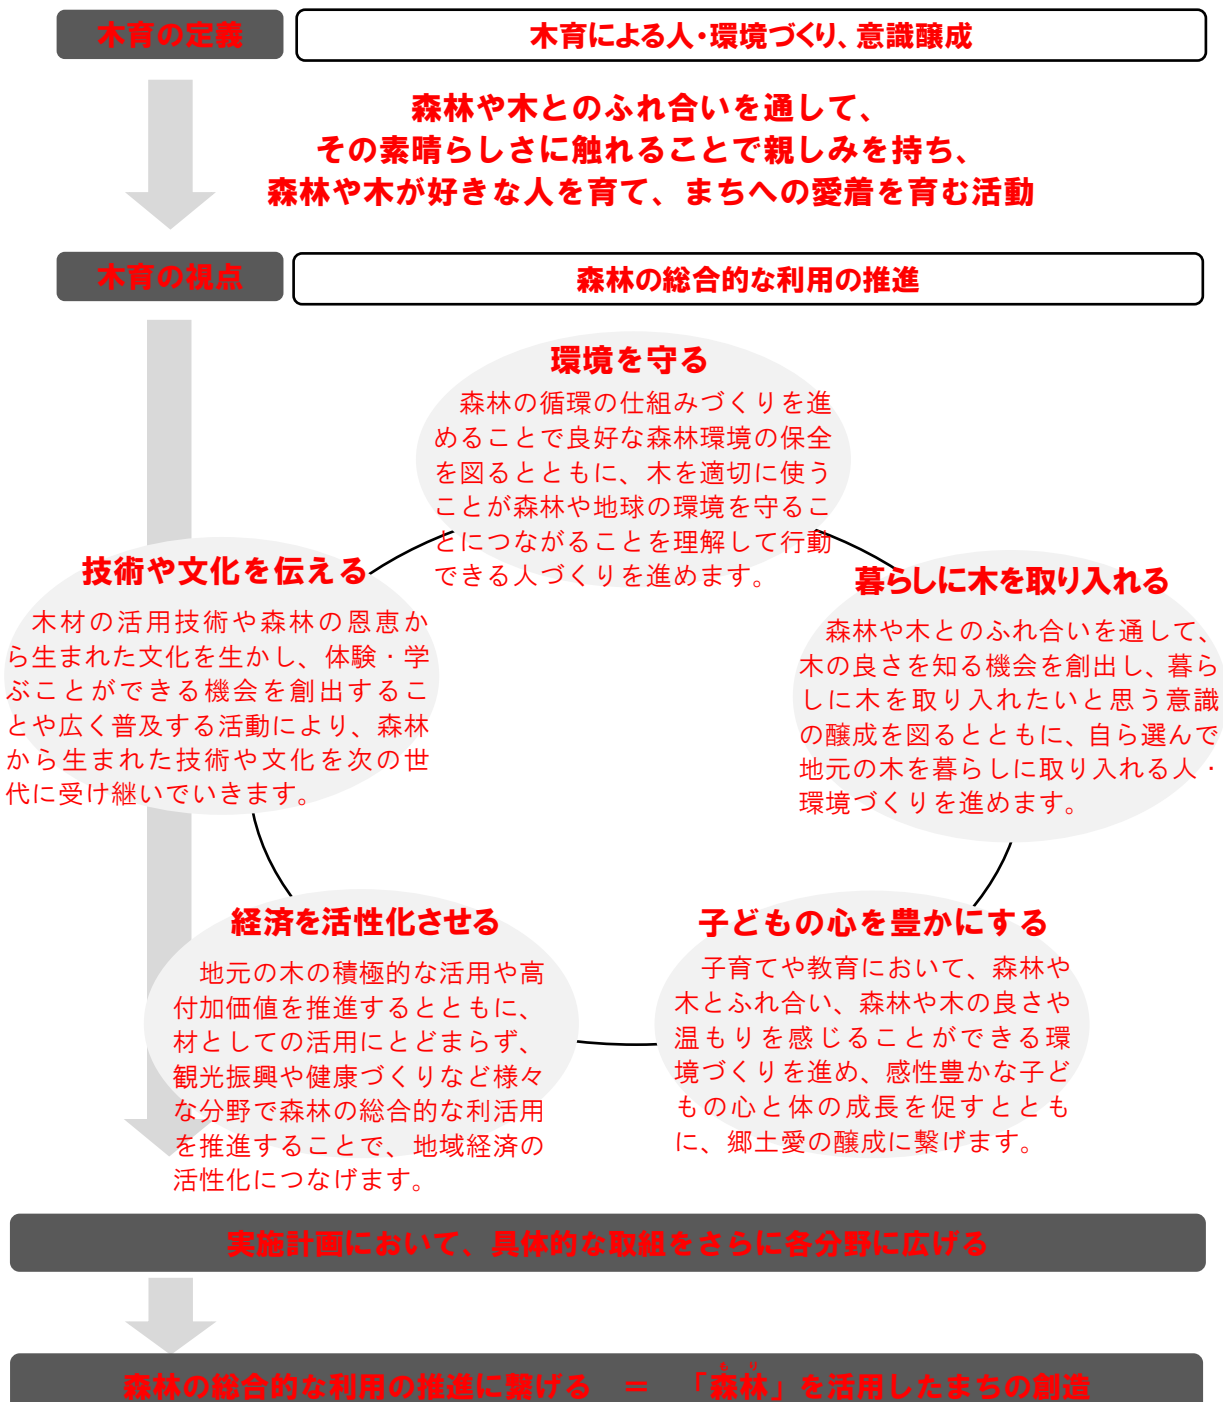 木育の定義
木育による人・環境づくり、意識醸成
森林や木とのふれ合いを通して、
その素晴らしさに触れることで親しみを持ち、
森林や木が好きな人を育て、まちへの愛着を育む活動
木育の視点
森林の総合的な利用の推進
環境を守る
森林の循環の仕組みづくりを進
めることで良好な森林環境の保全
を図るとともに、木を適切に使う
ことが森林や地球の環境を守るこ
とにつながることを理解して行動
できる人づくりを進めます。
技術や文化を伝える
木材の活用技術や森林の恩恵か
ら生まれた文化を生かし、体験・学
ぶことができる機会を創出するこ
とや広く普及する活動により、森林
から生まれた技術や文化を次の世
代に受け継いでいきます。
暮らしに木を取り入れる
森林や木とのふれ合いを通して、
木の良さを知る機会を創出し、暮ら
しに木を取り入れたいと思う意識
の醸成を図るとともに、自ら選んで
地元の木を暮らしに取り入れる人・
環境づくりを進めます。
経済を活性化させる
地元の木の積極的な活用や高
付加価値を推進するとともに、
材としての活用にとどまらず、
観光振興や健康づくりなど様々
な分野で森林の総合的な利活用
を推進することで、地域経済の
活性化につなげます。
子どもの心を豊かにする
子育てや教育において、森林や
木とふれ合い、森林や木の良さや
温もりを感じることができる環
境づくりを進め、感性豊かな子ど
もの心と体の成長を促すととも
に、郷土愛の醸成に繋げます。
実施計画において、具体的な取組をさらに各分野に広げる
もり
森林の総合的な利用の推進に繋げる　＝　「森林」を活用したまちの創造